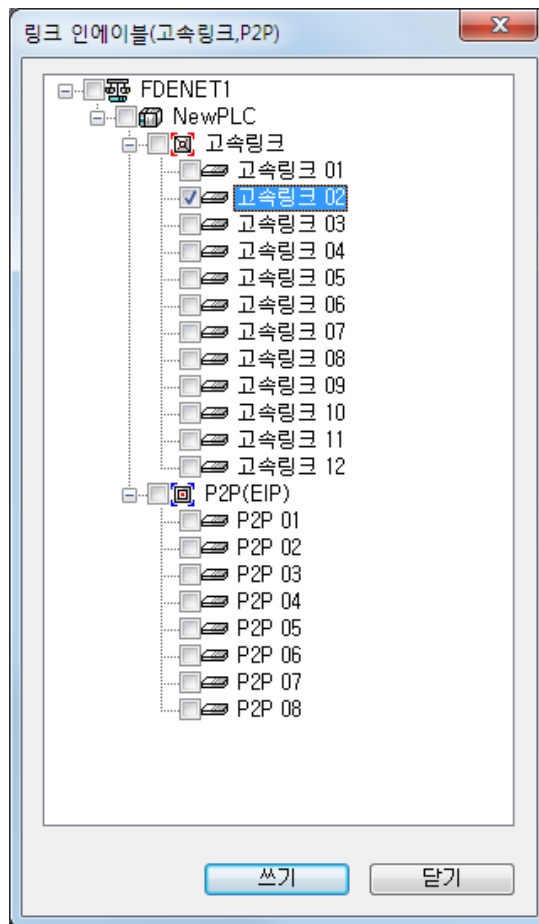 링크 인에이블(고속링크,P2P)
FDENET1
NewPLC
고속링크
고속링크 01
고속링크 02
고속링크 03
고속링크 04
고속링크 05
고속링크 06
고속링크 07
고속링크 08
고속링크 09
고속링크 10
고속링크 11
고속링크 12
P2P(EIP)
P2P 01
P2P 02
P2P 03
P2P 04
P2P 05
P2P 06
P2P 07
P2P 08
쓰기 닫기